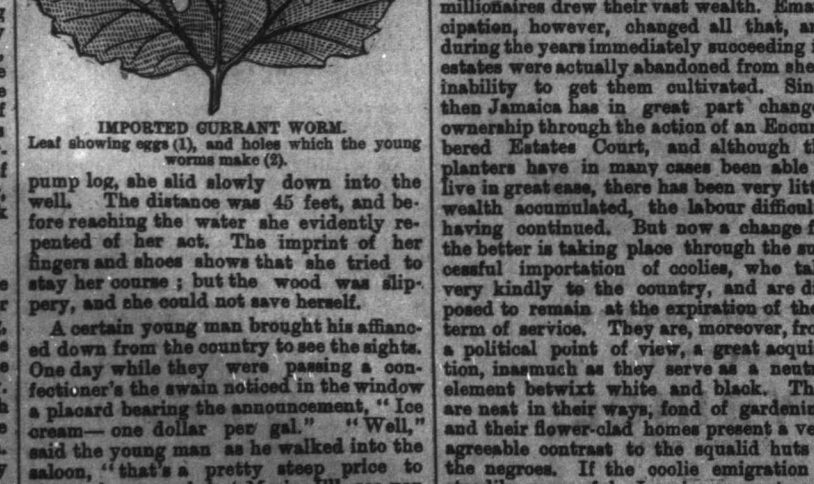 IMPORTED CURRANT WORM.
Leaf showing eggs (1), and holes which the young
worms make (2).
pump log, she slid slowly down into the
well. The distance was 45 feet, and be-
fore reaching the water she evidently re-
pented of her act. The imprint of her
fingers and shoes shows that she tried to
stay her course ; but the wood was slip-
pery, and she could not save herself.
A certain young man brought his affianc-
ed down from the country to see the sights.
One day while they were passing a con-
fectioner's the swain noticed in the window
a placard bearing the announcement, "Ice
cream— one dollar per gal." "Well,"
said the young man as he walked into the
saloon, "that's a pretty steep price to
millionaires drew their vast wealth. Ema
cipation, however, changed all that, an
during the years immediately succeeding i
estates were actually abandoned from she
inability to get them cultivated. Sin
then Jamaica has in great part chang
ownership through the action of an Encum
bered Estates Court, and although th
planters have in many cases been able
live in great ease, there has been very litt
wealth accumulated, the labour difficul
having continued. But now a change f
the better is taking place through the su
cessful importation of coolies, who ta
very kindly to the country, and are di
posed to remain at the expiration of the
term of service. They are, moreover, fro
a political point of view, a great acqui
tion, inasmuch as they serve as a neutr
element betwixt white and black. Th
are neat in their ways, fond of gardenin
and their flower-clad homes present a ve
agreeable contrast to the squalid huts
the negroes. If the coolie emigration